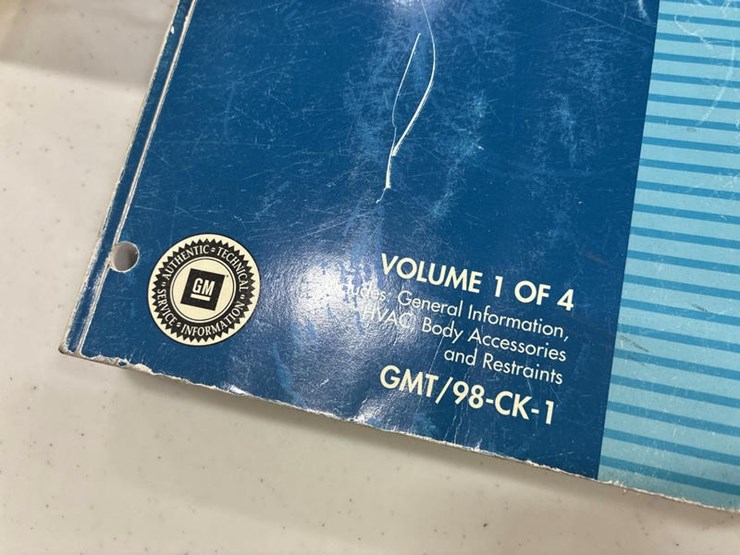 AUTHENTIC • TECHNICAL
SERVICE • INFORMATION
GM
VOLUME 1 OF 4
General Information,
HVAC, Body Accessories
and Restraints
GMT/98-CK-1